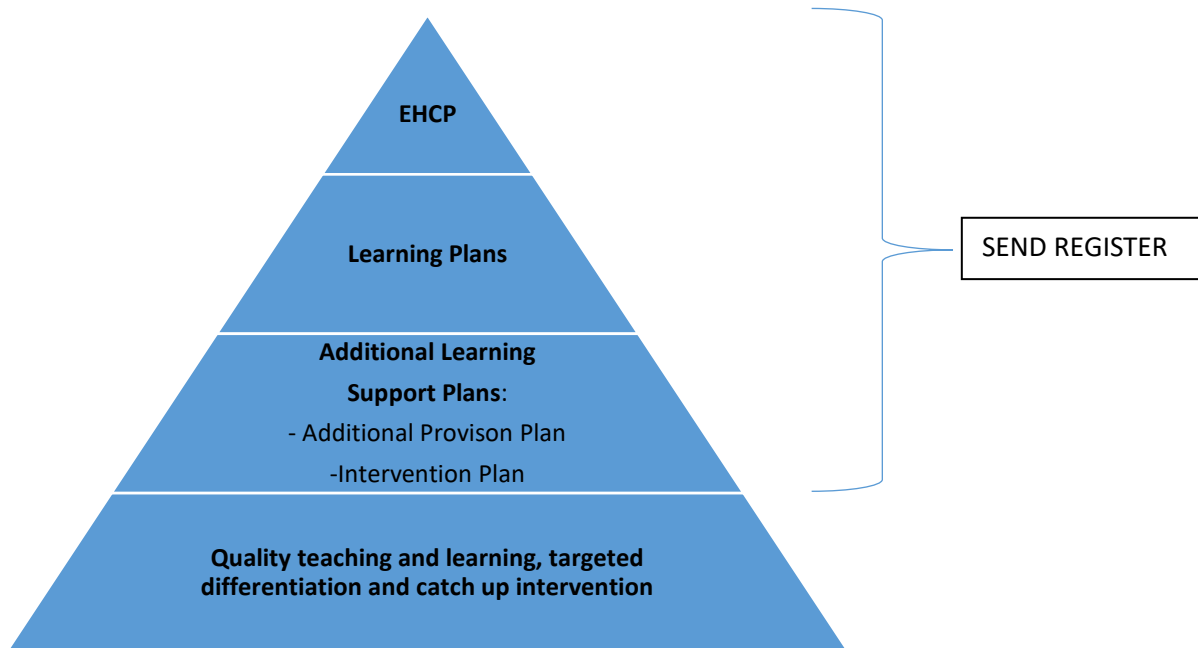 EHCP
Learning Plans
SEND REGISTER
Additional Learning
Support Plans:
- Additional Provison Plan
-Intervention Plan
Quality teaching and learning, targeted
differentiation and catch up intervention